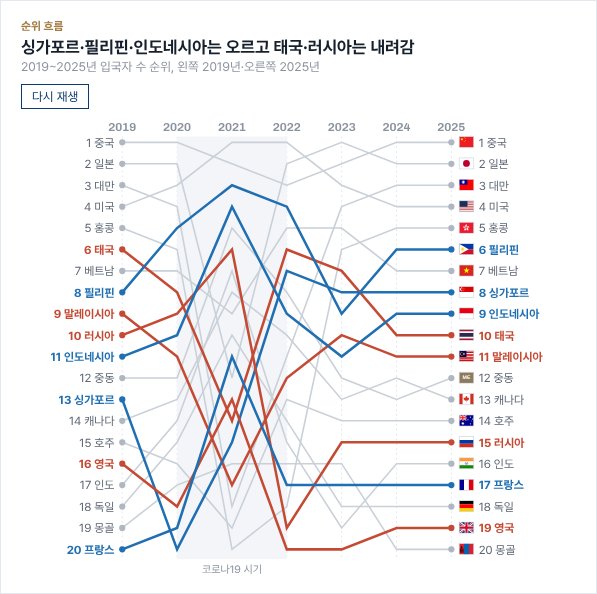 순위 흐름
싱가포르·필리핀·인도네시아는 오르고 태국·러시아는 내려감
2019~2025년 입국자 수 순위, 왼쪽 2019년·오른쪽 2025년
다시 재생
2019 2020 2021 2022 2023 2024 2025
1 중국 1 중국
2 일본 2 일본
3 대만 3 대만
4 미국 4 미국
5 홍콩 5 홍콩
6 태국 6 필리핀
7 베트남 7 베트남
8 필리핀 8 싱가포르
9 말레이시아 9 인도네시아
10 러시아 10 태국
11 인도네시아 11 말레이시아
12 중동 ME 12 중동
13 싱가포르 13 캐나다
14 캐나다 14 호주
15 호주 15 러시아
16 영국 16 인도
17 인도 17 프랑스
18 독일 18 독일
19 몽골 19 영국
20 프랑스 20 몽골
코로나19 시기